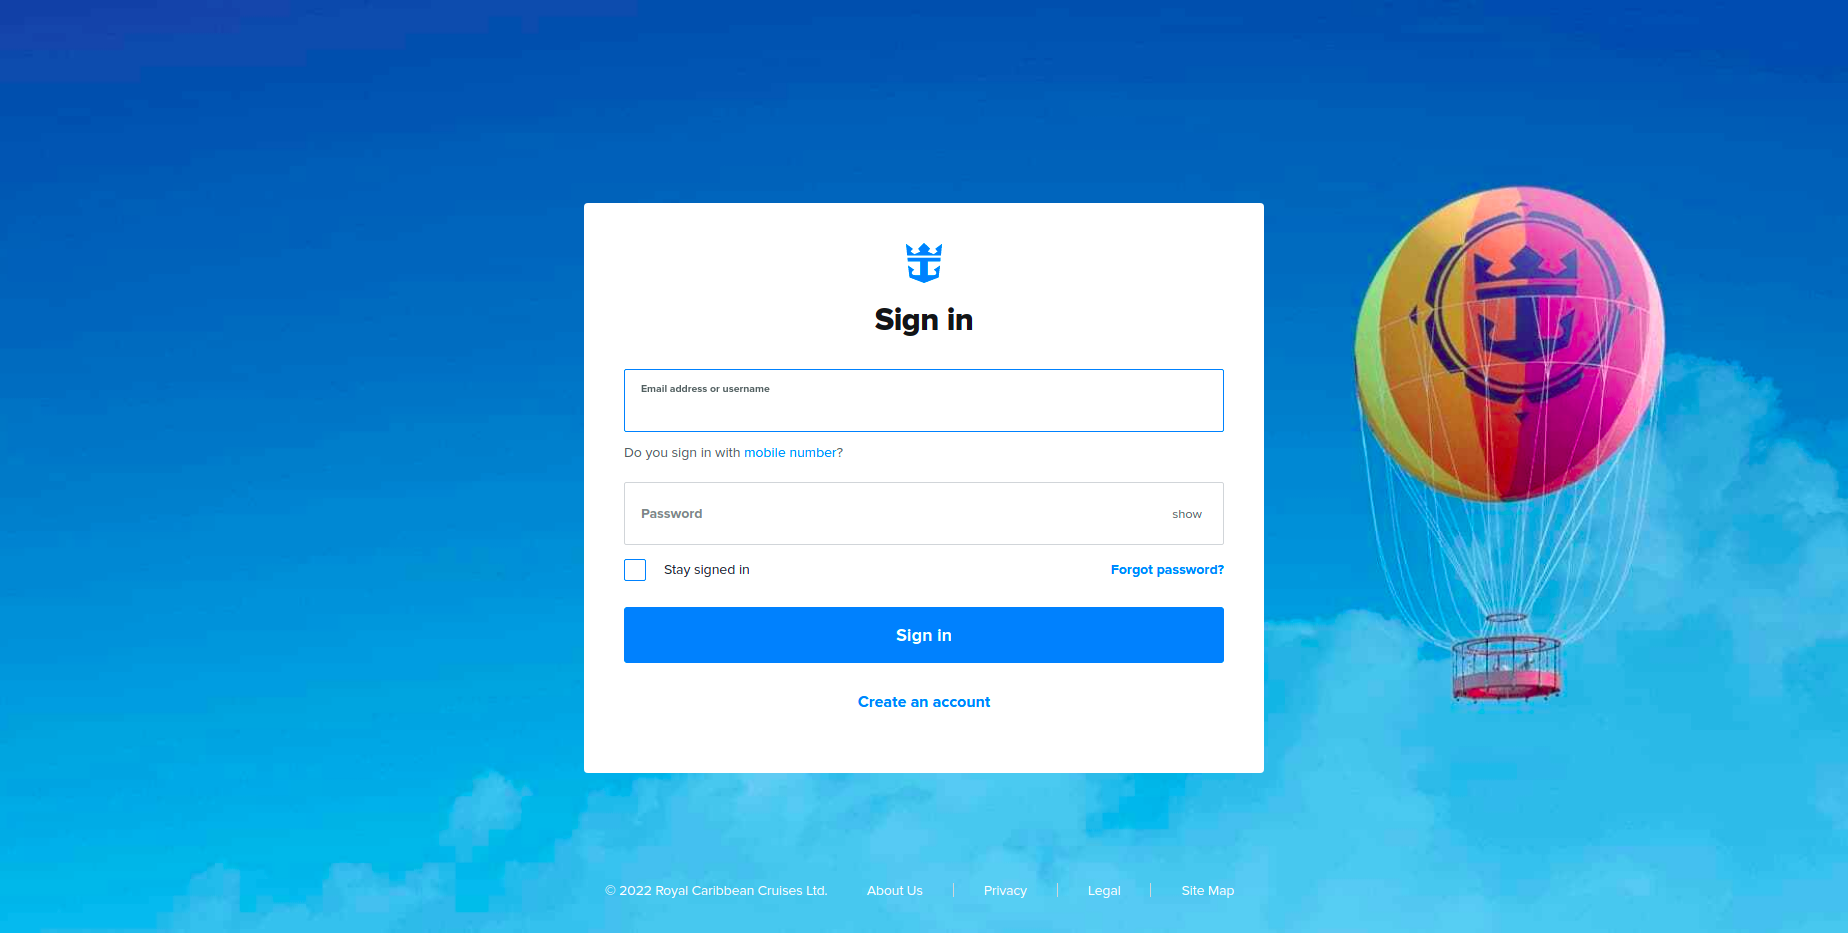 Sign in
Email address or username
Do you sign in with mobile number?
Password show
Stay signed in Forgot password?
Sign in
Create an account
© 2022 Royal Caribbean Cruises Ltd. About Us Privacy Legal Site Map